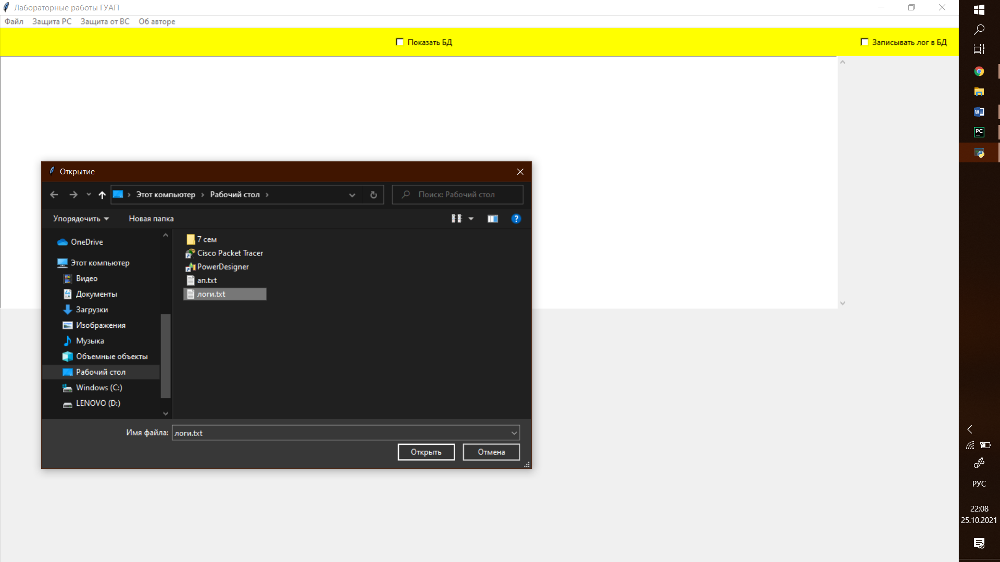 Лабораторные работы ГУАП
Файл Защита РС Защита от ВС Об авторе
Показать БД Записывать лог в БД
Открытие
Этот компьютер Рабочий стол Поиск: Рабочий стол
Упорядочить Новая папка
OneDrive
Этот компьютер
Видео
Документы
Загрузки
Изображения
Музыка
Объемные объекты
Рабочий стол
Windows (C:)
LENOVO (D:)
7 сем
Cisco Packet Tracer
PowerDesigner
ап.txt
логи.txt
Имя файла: логи.txt
Открыть Отмена
PC
РУС
22:08
25.10.2021